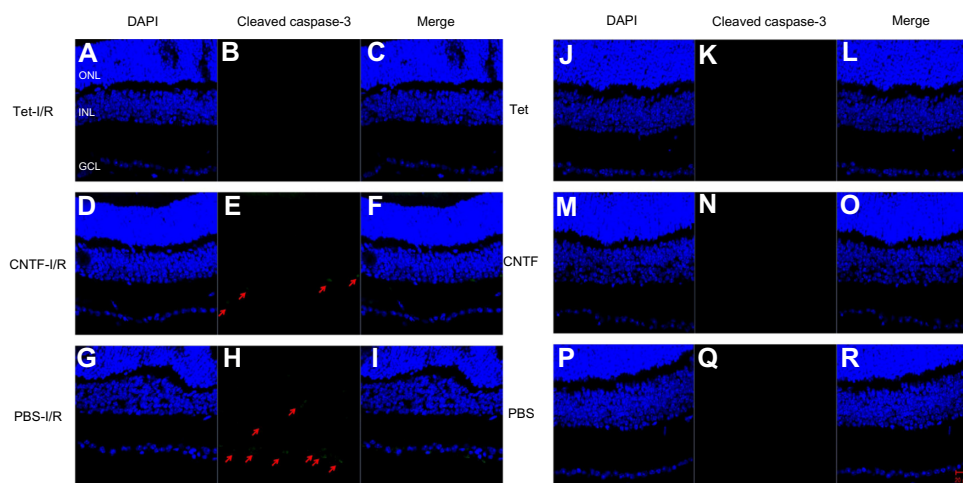 DAPI Cleaved caspase-3 Merge DAPI Cleaved caspase-3 Merge
Tet-I/R A B C Tet J K L
ONL
INL
GCL
CNTF-I/R D E F CNTF M N O
PBS-I/R G H I PBS P Q R